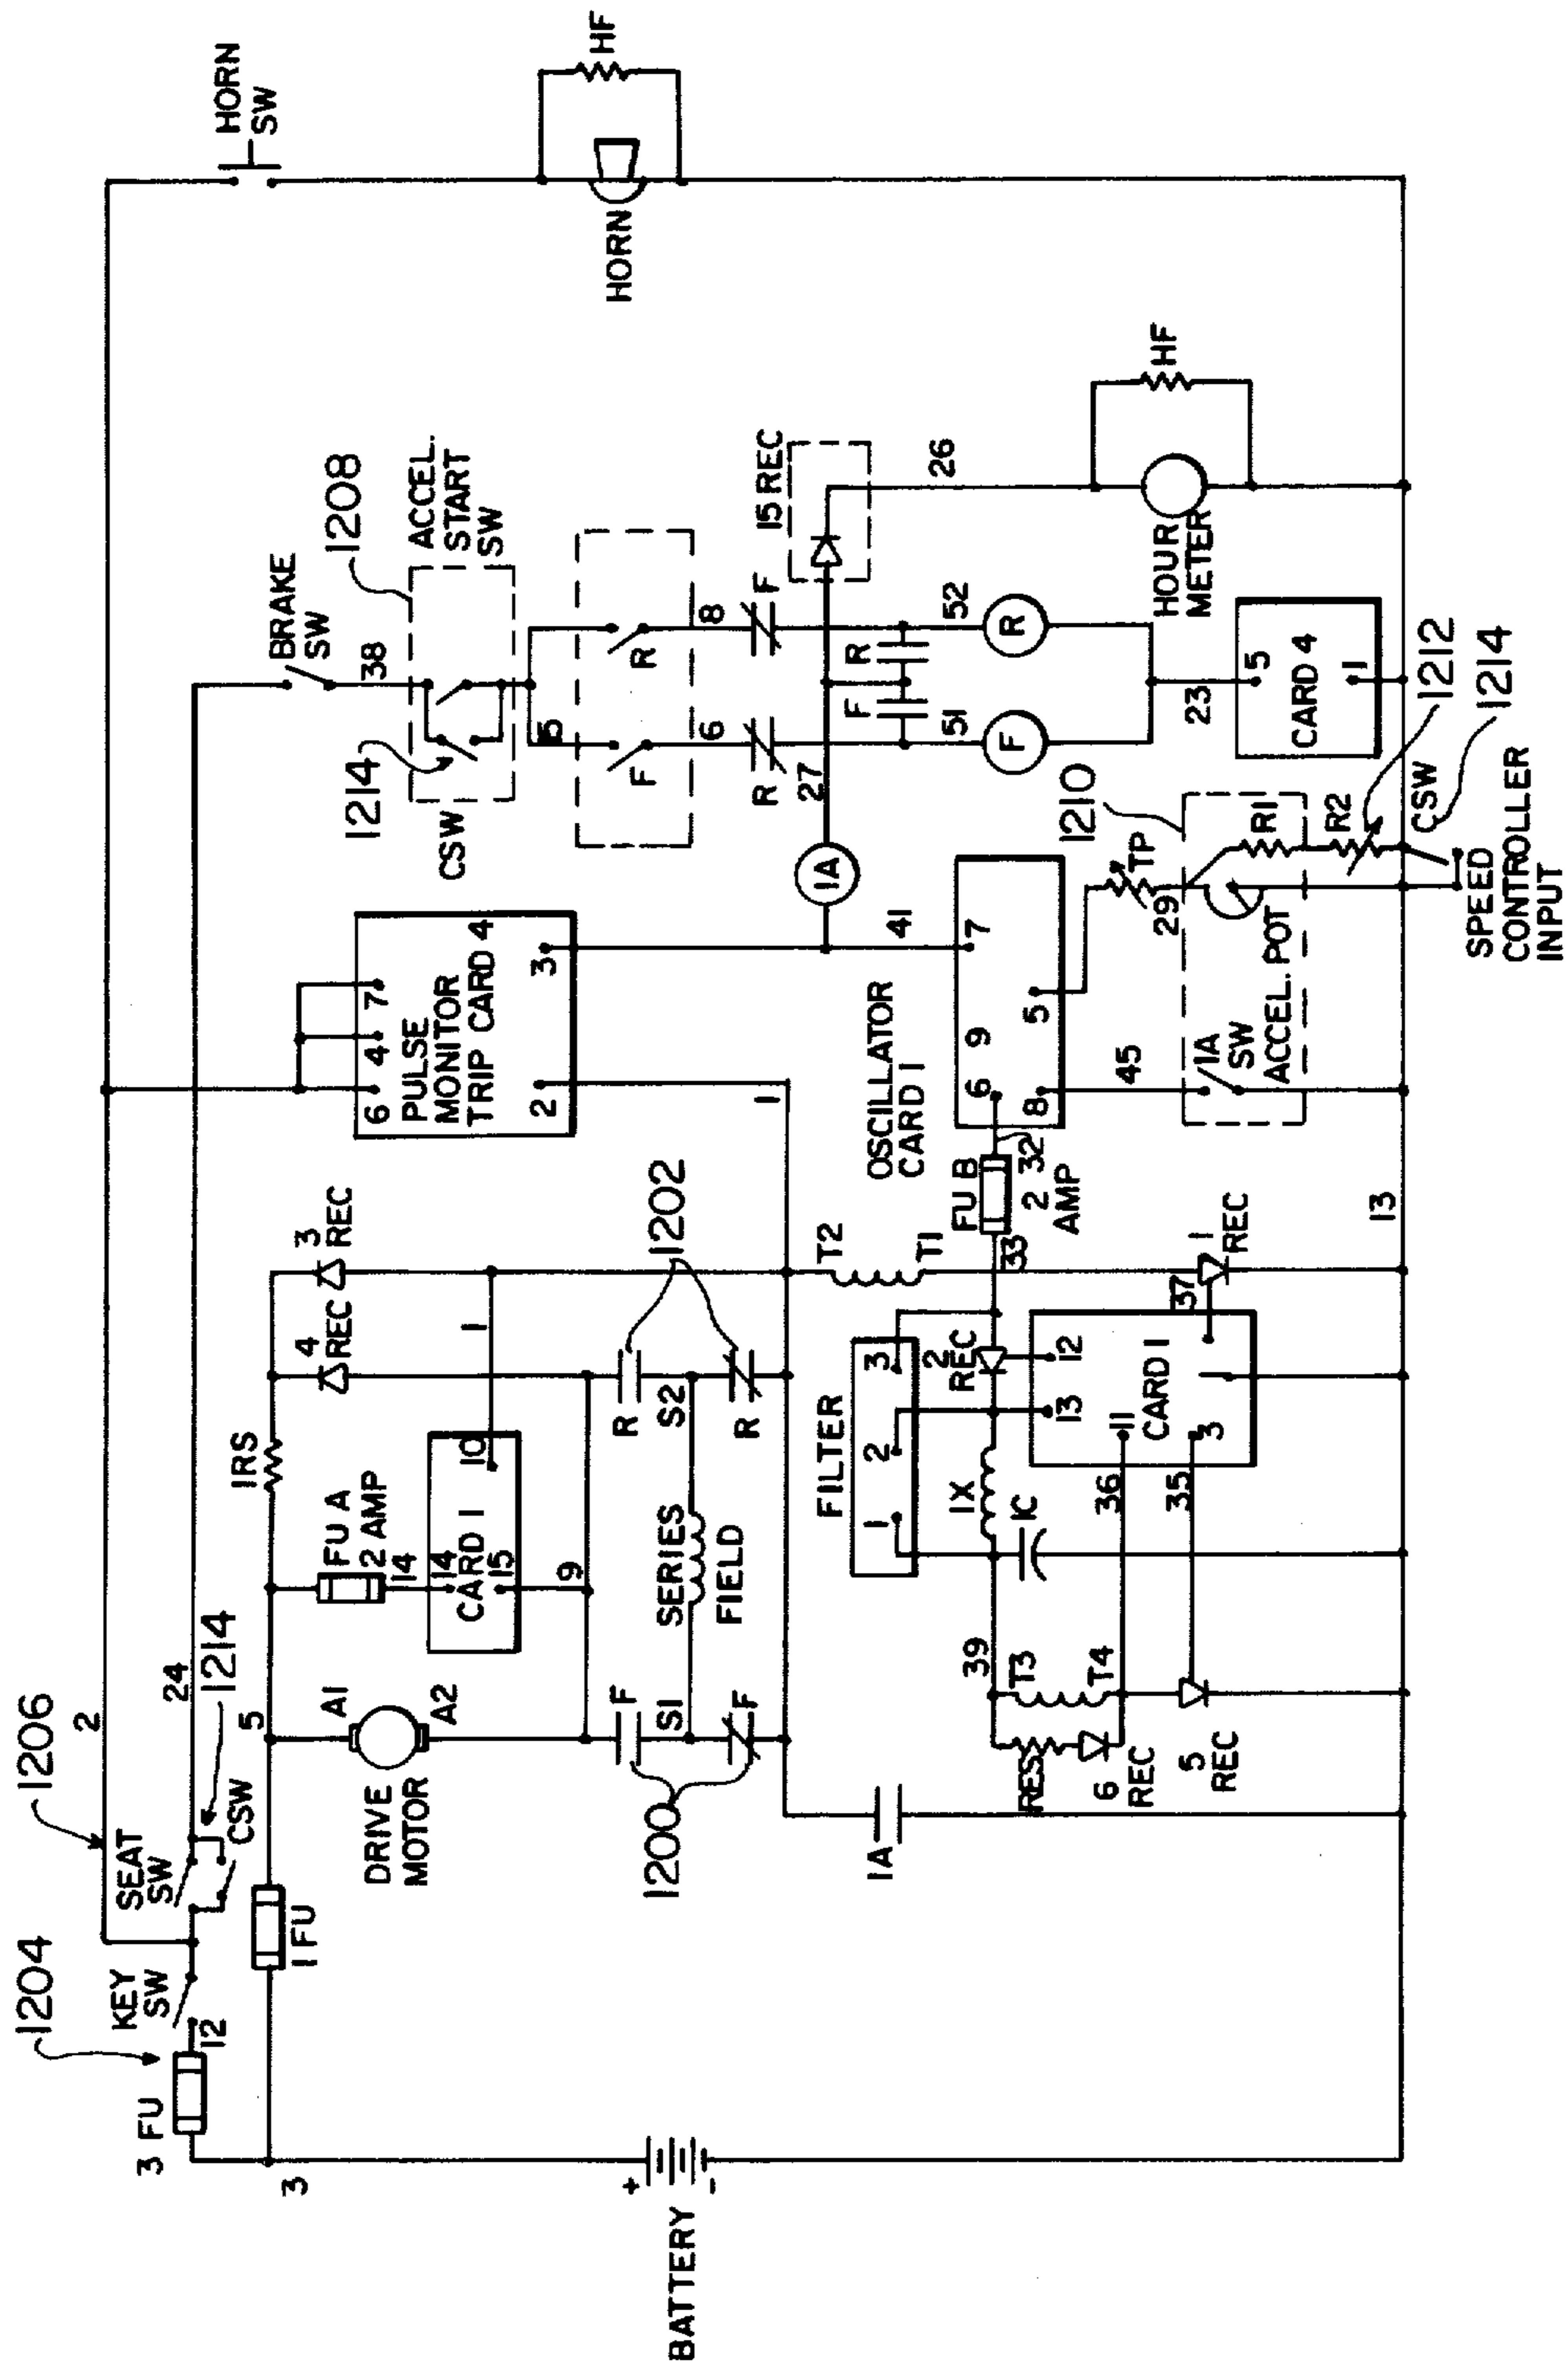 1204
1206
3 FU
12
KEY
SW
SEAT
SW
2
24
1214
CSW
1 FU
5
3
+
-
BATTERY
DRIVE
MOTOR
A1
A2
FU A
2 AMP
14
14
CARD 1
15
10
1RS
4
REC
3
REC
1
9
F
S1
F
1200
SERIES
FIELD
R
S2
R
1202
1A
1
PULSE
MONITOR
TRIP CARD 4
6
4
7
2
3
BRAKE
SW
38
1208
ACCEL.
START
SW
1214
CSW
15
F
R
6
8
R
F
27
1A
15 REC
F
R
51
52
F
R
26
HOUR
METER
HF
HORN
SW
HORN
HF
23
5
CARD 4
1
41
OSCILLATOR
CARD 1
6
9
7
8
5
FU B
32
2
AMP
33
T2
T1
FILTER
1
2
3
2
REC
1X
1C
39
T3
T4
RES
6
REC
5
REC
36
35
13
12
11
CARD 1
3
1
37
1
REC
13
45
1A
SW
ACCEL. POT
29
TP
1210
R1
R2
1212
CSW
1214
SPEED
CONTROLLER
INPUT